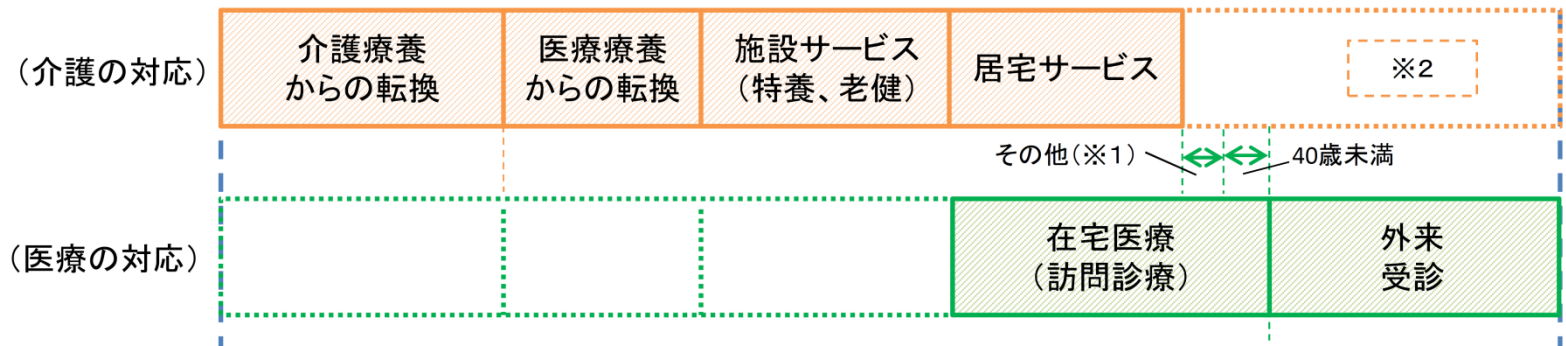 （介護の対応）
介護療養
からの転換
医療療養
からの転換
施設サービス
（特養、老健）
居宅サービス
※2
その他（※１）
40歳未満
（医療の対応）
在宅医療
（訪問診療）
外来
受診